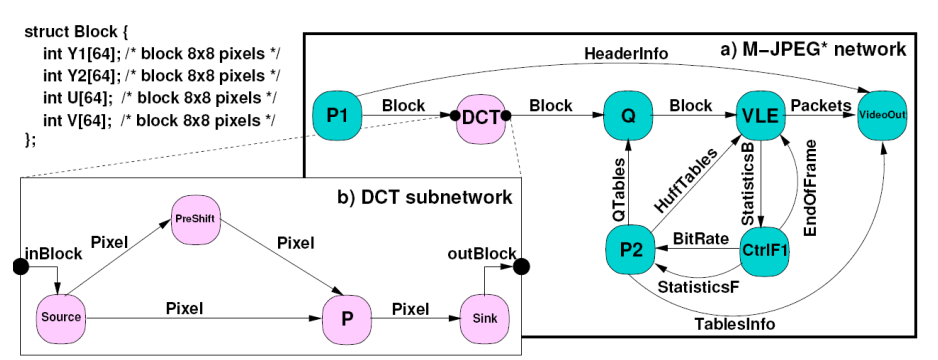 struct Block {
int Y1[64]; /* block 8x8 pixels */
int Y2[64]; /* block 8x8 pixels */
int U[64]; /* block 8x8 pixels */
int V[64]; /* block 8x8 pixels */
};
a) M-JPEG* network
HeaderInfo
P1
Block
DCT
Block
Q
Block
VLE
Packets
VideoOut
QTables
HuffTables
StatisticsB
EndOfFrame
P2
BitRate
CtrlF1
StatisticsF
TablesInfo
b) DCT subnetwork
inBlock
Pixel
PreShift
Pixel
outBlock
Source
Pixel
P
Pixel
Sink